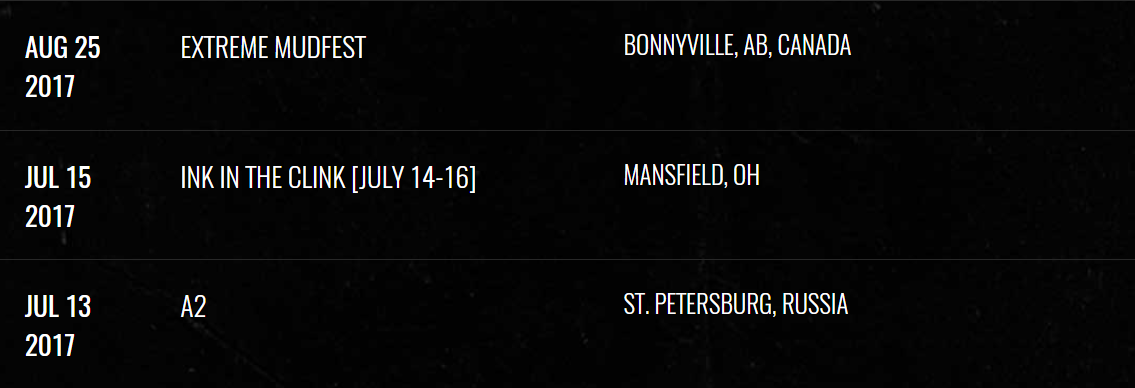 AUG 25 EXTREME MUDFEST BONNYVILLE, AB, CANADA
2017
JUL 15 INK IN THE CLINK [JULY 14-16] MANSFIELD, OH
2017
JUL 13 A2 ST. PETERSBURG, RUSSIA
2017